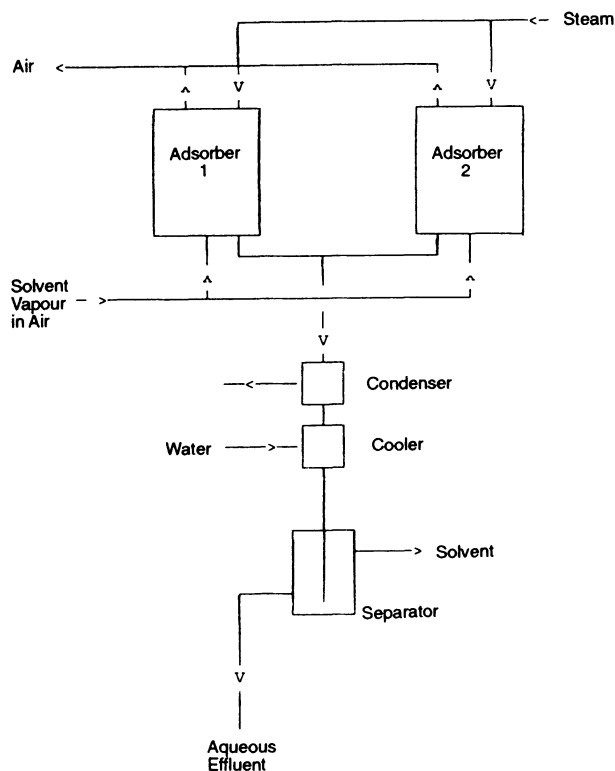 Steam
Air
Adsorber
1
Adsorber
2
Solvent
Vapour
in Air
Condenser
Water
Cooler
Solvent
Separator
Aqueous
Effluent